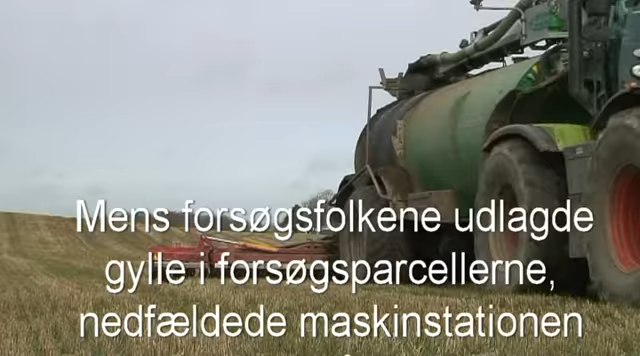 Mens forsøgsfolkene udlagde
gylle i forsøgsparcellerne,
nedfældede maskinstationen